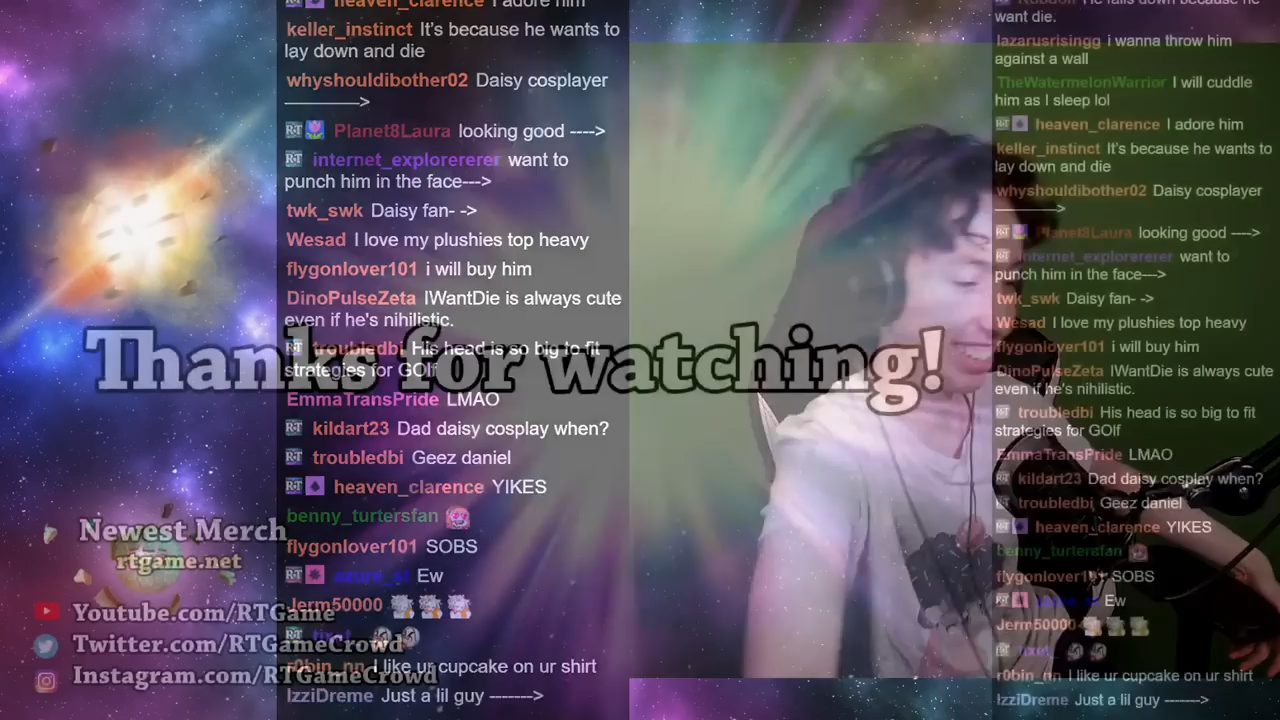 heaven_clarence I adore him
keller_instinct It's because he wants to
lay down and die
whyshouldibother02 Daisy cosplayer
————>
Planet8Laura looking good ---->
internet_explorererer want to
punch him in the face--->
twk_swk Daisy fan- ->
Wesad I love my plushies top heavy
flygonlover101 i will buy him
DinoPulseZeta IWantDie is always cute
even if he's nihilistic.
troubledbi His head is so big to fit
strategies for GOlf
EmmaTransPride LMAO
kildart23 Dad daisy cosplay when?
troubledbi Geez daniel
heaven_clarence YIKES
benny_turtersfan
flygonlover101 SOBS
Ew
Jerm50000
r0bin_nn I like ur cupcake on ur shirt
IzziDreme Just a lil guy ------->
Thanks for watching!
Newest Merch
rtgame.net
Youtube.com/RTGame
Twitter.com/RTGameCrowd
Instagram.com/RTGameCrowd
He falls down because he
want die.
lazarusrisingg i wanna throw him
against a wall
TheWatermelonWarrior I will cuddle
him as I sleep lol
heaven_clarence I adore him
keller_instinct It's because he wants to
lay down and die
whyshouldibother02 Daisy cosplayer
————>
Planet8Laura looking good ---->
internet_explorererer want to
punch him in the face--->
twk_swk Daisy fan- ->
Wesad I love my plushies top heavy
flygonlover101 i will buy him
DinoPulseZeta IWantDie is always cute
even if he's nihilistic.
troubledbi His head is so big to fit
strategies for GOlf
EmmaTransPride LMAO
kildart23 Dad daisy cosplay when?
troubledbi Geez daniel
heaven_clarence YIKES
benny_turtersfan
flygonlover101 SOBS
Ew
Jerm50000
r0bin_nn I like ur cupcake on ur shirt
IzziDreme Just a lil guy ------->